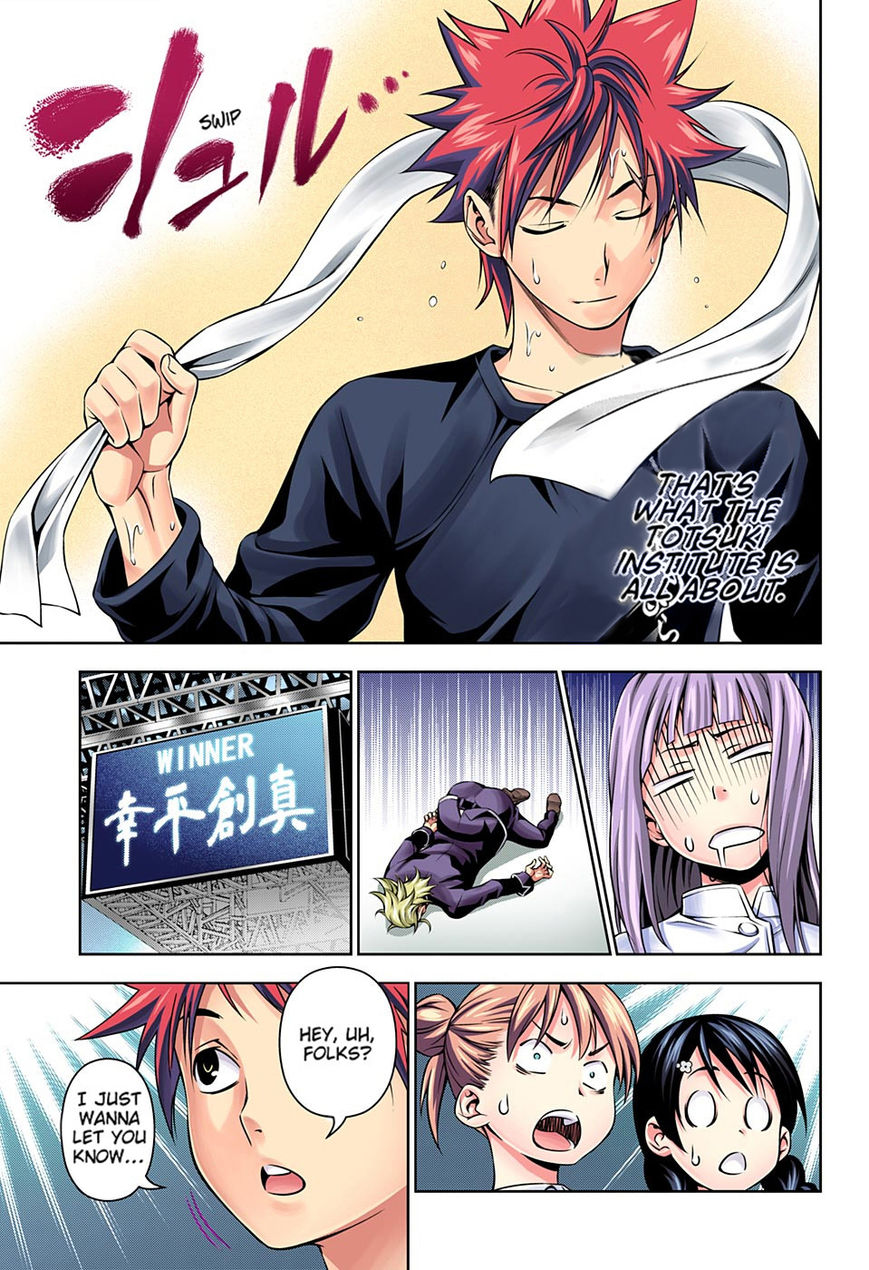 シュル…
SWIP
THAT'S
WHAT THE
TOTSUKI
INSTITUTE IS
ALL ABOUT.
WINNER
幸平創真
HEY, UH,
FOLKS?
I JUST
WANNA
LET YOU
KNOW...